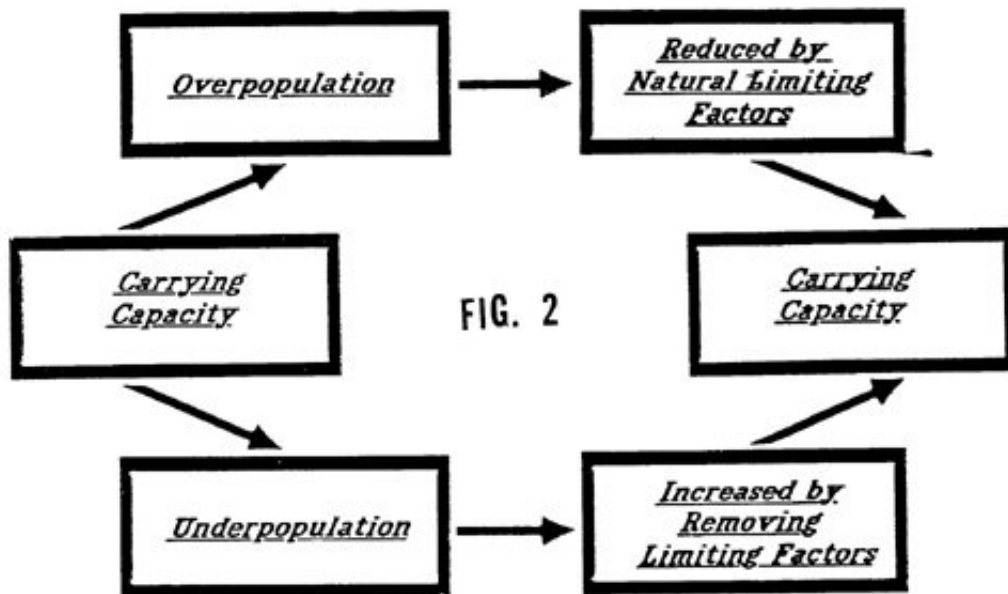 Overpopulation
Reduced by
Natural Limiting
Factors
Carrying
Capacity
FIG. 2
Carrying
Capacity
Underpopulation
Increased by
Removing
Limiting Factors